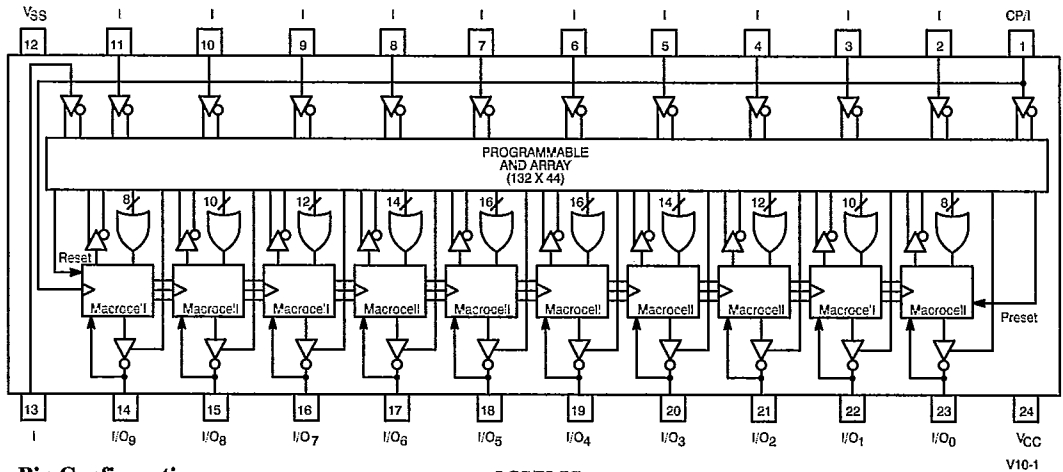 VSS I I I I I I I I I I CP/I
12 11 10 9 8 7 6 5 4 3 2 1
PROGRAMMABLE
AND ARRAY
(132 X 44)
8 10 12 14 16 16 14 12 10 8
Reset
Macrocell Macrocell Macrocell Macrocell Macrocell Macrocell Macrocell Macrocell Macrocell Macrocell
Preset
13 14 15 16 17 18 19 20 21 22 23 24
I I/O9 I/O8 I/O7 I/O6 I/O5 I/O4 I/O3 I/O2 I/O1 I/O0 VCC
V10-1